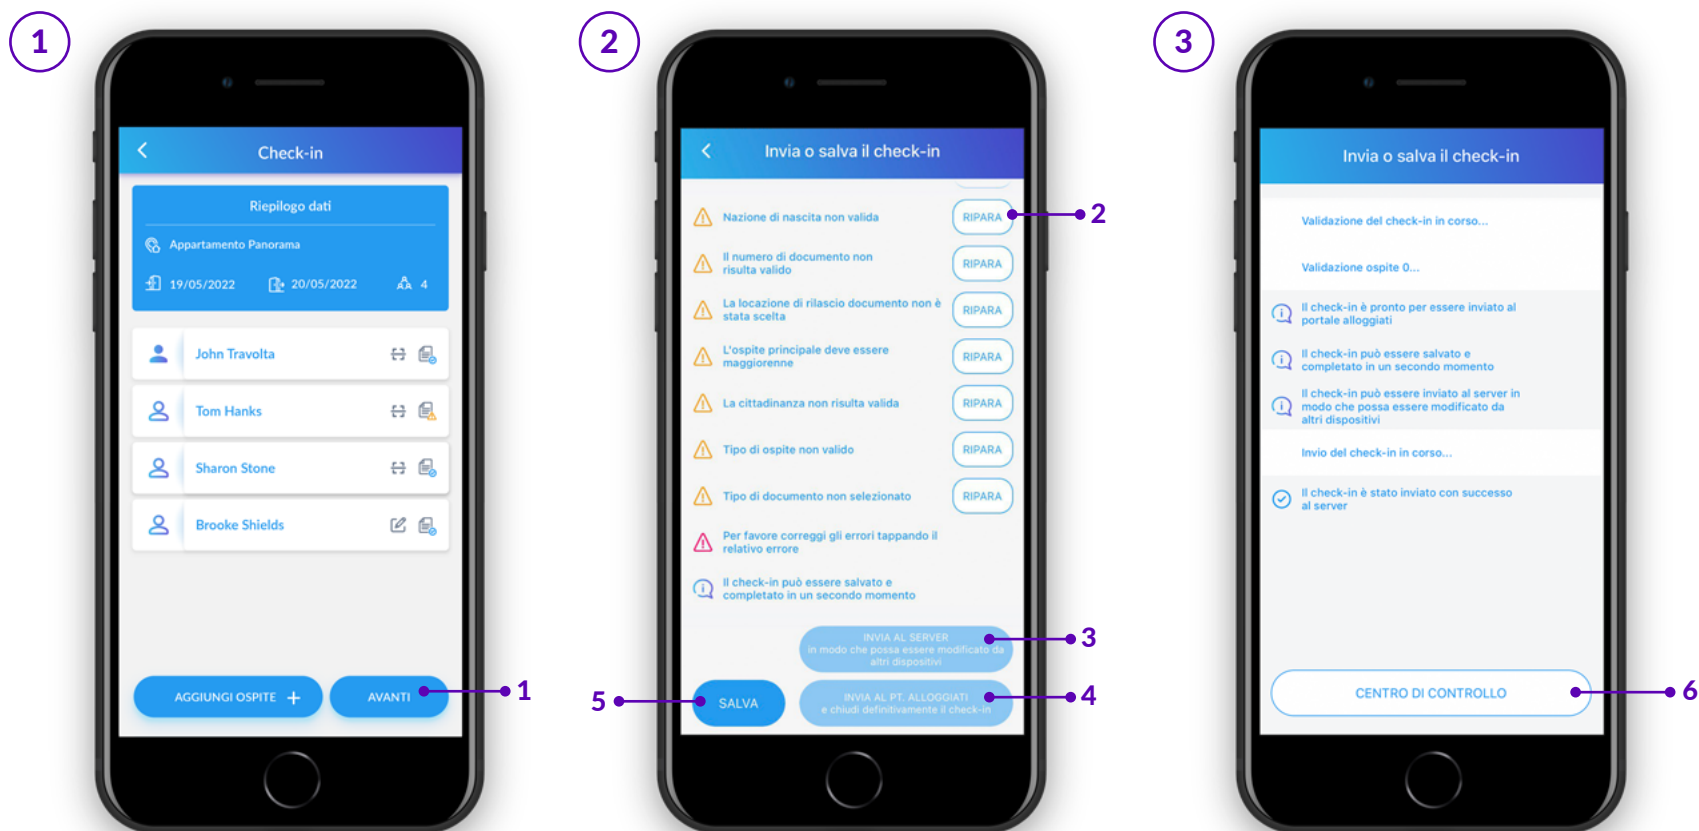 1
Check-in
Riepilogo dati
Appartamento Panorama
19/05/2022 20/05/2022 4
John Travolta
Tom Hanks
Sharon Stone
Brooke Shields
AGGIUNGI OSPITE +
AVANTI
1
2
Invia o salva il check-in
Nazione di nascita non valida
RIPARA
2
Il numero di documento non
risulta valido
RIPARA
La locazione di rilascio documento non è
stata scelta
RIPARA
L'ospite principale deve essere
maggiorenne
RIPARA
La cittadinanza non risulta valida
RIPARA
Tipo di ospite non valido
RIPARA
Tipo di documento non selezionato
RIPARA
Per favore correggi gli errori tappando il
relativo errore
Il check-in può essere salvato e
completato in un secondo momento
INVIA AL SERVER
in modo che possa essere modificato da
altri dispositivi
3
5
SALVA
INVIA AL PT. ALLOGGIATI
e chiudi definitivamente il check-in
4
3
Invia o salva il check-in
Validazione del check-in in corso...
Validazione ospite 0...
Il check-in è pronto per essere inviato al
portale alloggiati
Il check-in può essere salvato e
completato in un secondo momento
Il check-in può essere inviato al server in
modo che possa essere modificato da
altri dispositivi
Invio del check-in in corso...
Il check-in è stato inviato con successo
al server
CENTRO DI CONTROLLO
6